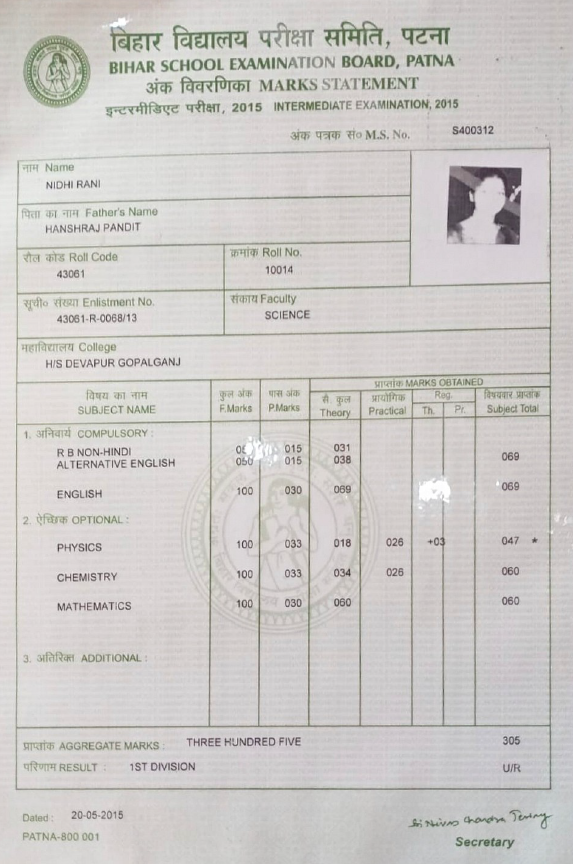 बिहार विद्यालय परीक्षा समिति, पटना
BIHAR SCHOOL EXAMINATION BOARD, PATNA
अंक विवरणिका MARKS STATEMENT
इन्टरमीडिएट परीक्षा, 2015 INTERMEDIATE EXAMINATION, 2015
अंक पत्रक सं० M.S. No. S400312
नाम Name
NIDHI RANI
पिता का नाम Father's Name
HANSHRAJ PANDIT
रौल कोड Roll Code क्रमांक Roll No.
43061 10014
सूची० संख्या Enlistment No. संकाय Faculty
43061-R-0068/13 SCIENCE
महाविद्यालय College
H/S DEVAPUR GOPALGANJ
प्राप्तांक MARKS OBTAINED
विषय का नाम कुल अंक पास अंक सै. कुल प्रायोगिक Reg. विषयवार प्राप्तांक
SUBJECT NAME F.Marks P.Marks Theory Practical Th. Pr. Subject Total
1. अनिवार्य COMPULSORY :
R B NON-HINDI 015 031
ALTERNATIVE ENGLISH 050 015 038 069
ENGLISH 100 030 069 069
2. ऐच्छिक OPTIONAL :
PHYSICS 100 033 018 026 +03 047 *
CHEMISTRY 100 033 034 026 060
MATHEMATICS 100 030 060 060
3. अतिरिक्त ADDITIONAL :
प्राप्तांक AGGREGATE MARKS : THREE HUNDRED FIVE 305
परिणाम RESULT : 1ST DIVISION U/R
Dated : 20-05-2015
PATNA-800 001
Secretary